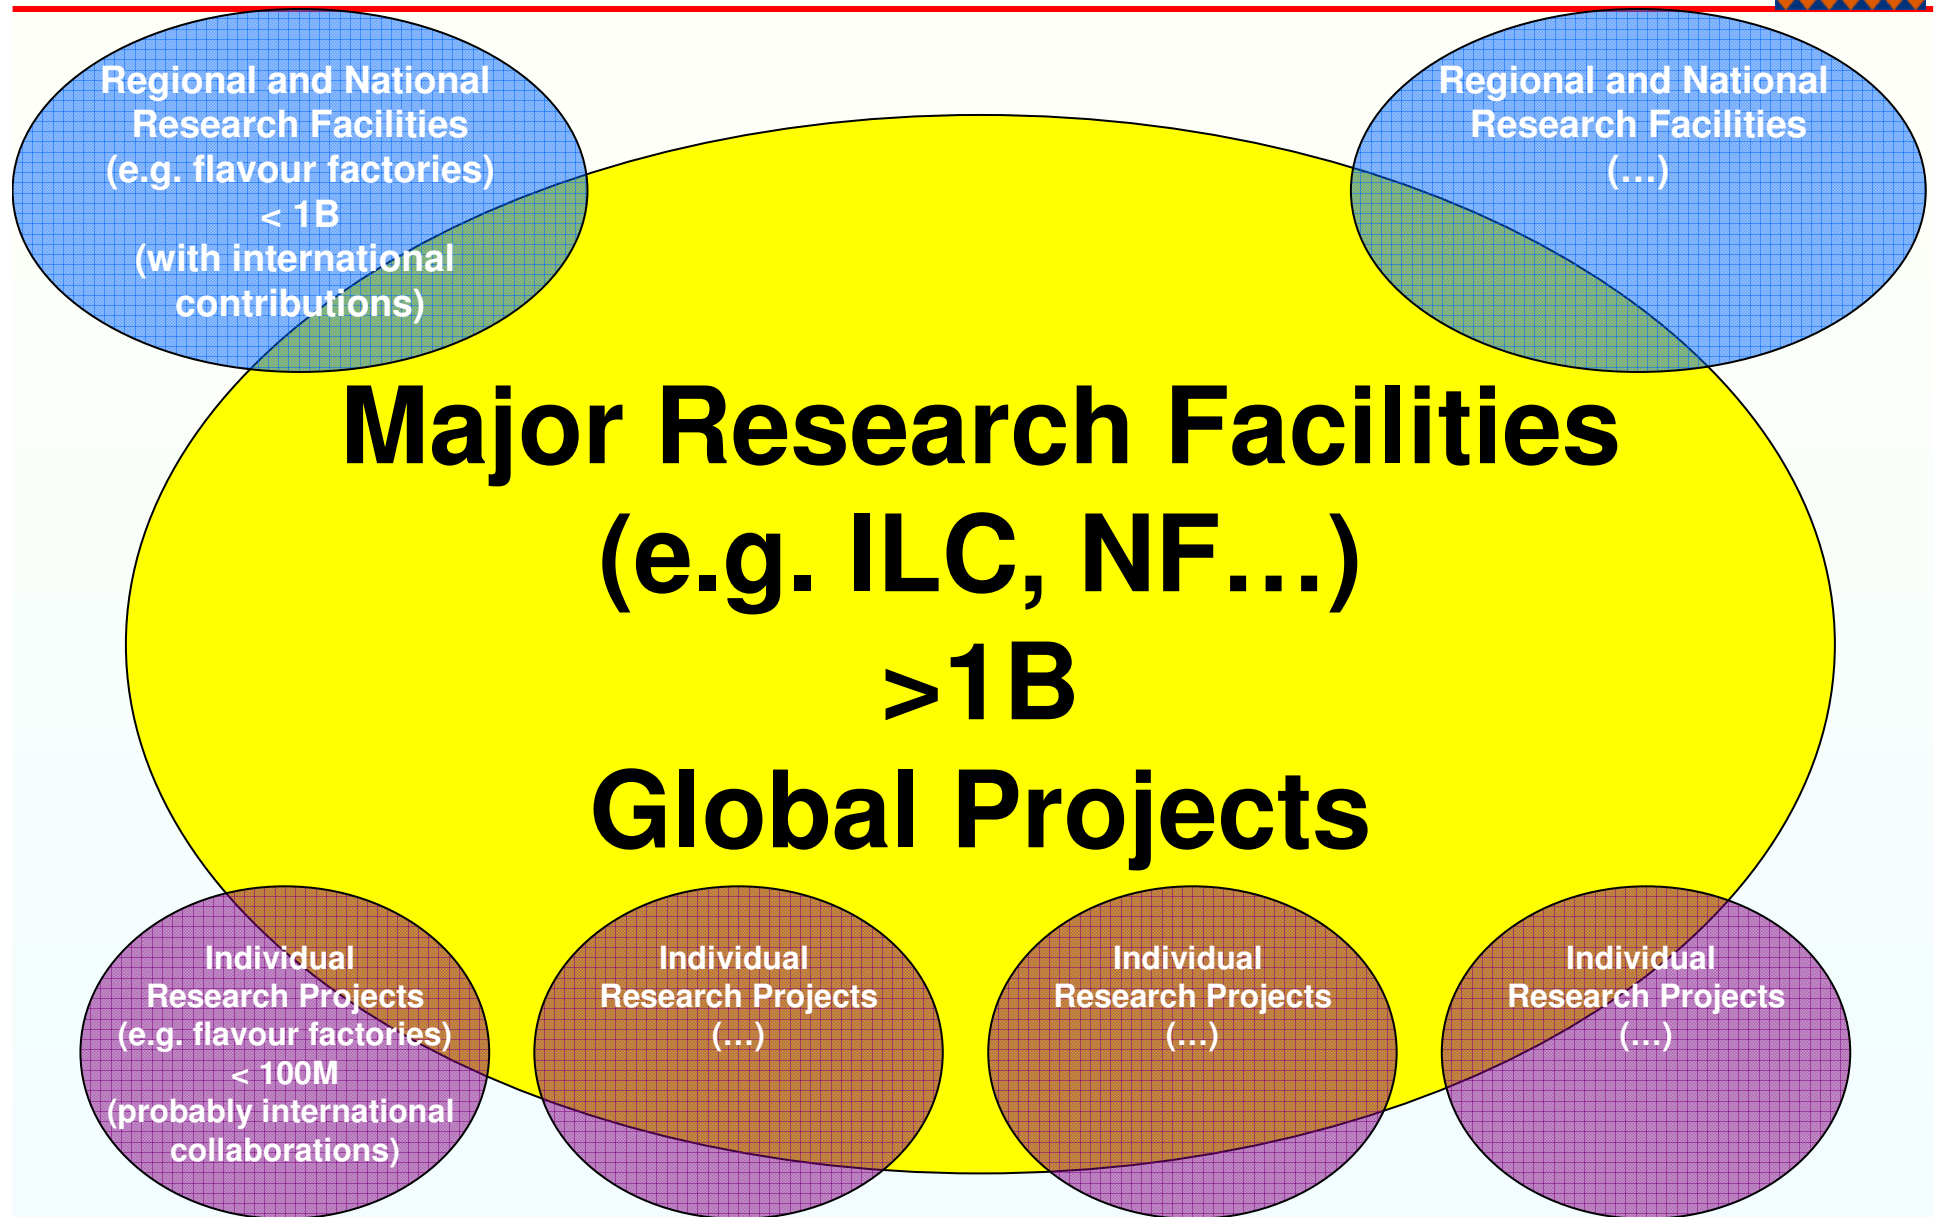 Regional and National
Research Facilities
(e.g. flavour factories)
< 1B
(with international
contributions)
Regional and National
Research Facilities
(…)
Major Research Facilities
(e.g. ILC, NF…)
>1B
Global Projects
Individual
Research Projects
(e.g. flavour factories)
< 100M
(probably international
collaborations)
Individual
Research Projects
(…)
Individual
Research Projects
(…)
Individual
Research Projects
(…)